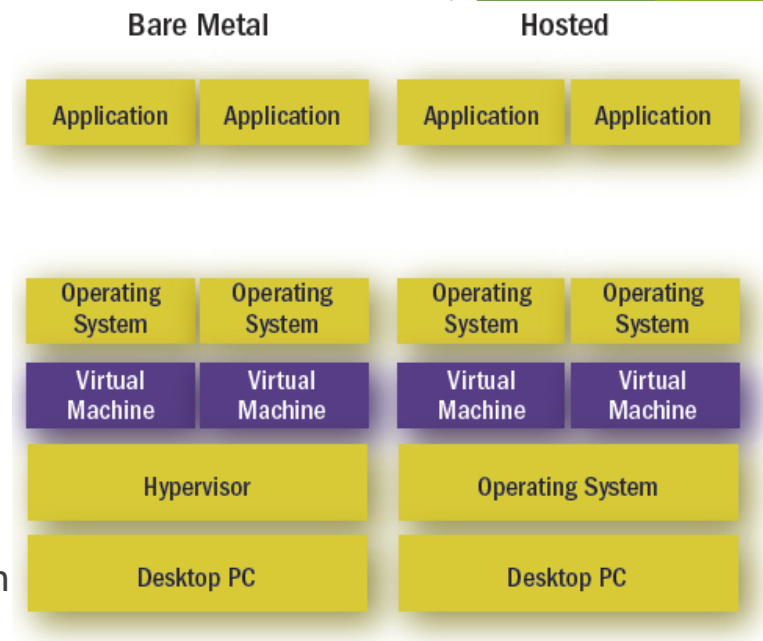 Bare Metal Hosted
Application Application Application Application
Operating System Operating System Operating System Operating System
Virtual Machine Virtual Machine Virtual Machine Virtual Machine
Hypervisor Operating System
n Desktop PC Desktop PC